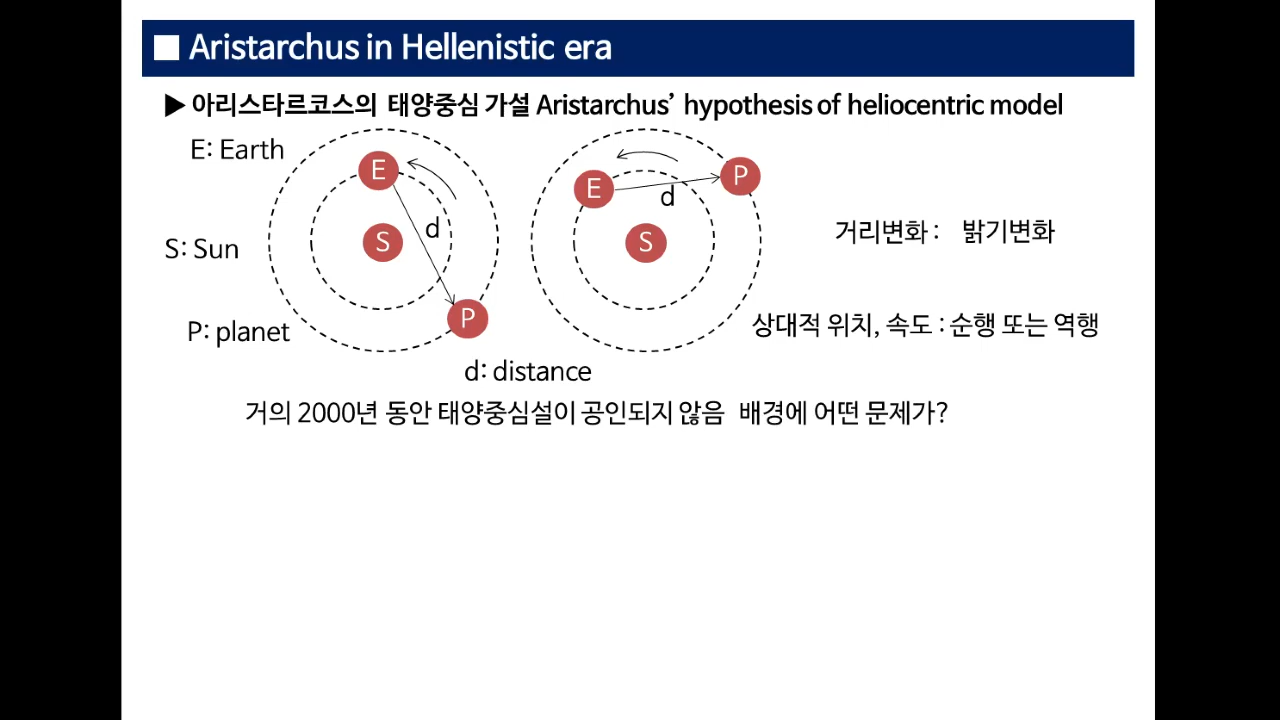 ■ Aristarchus in Hellenistic era
▶ 아리스타르코스의 태양중심 가설 Aristarchus’ hypothesis of heliocentric model
E: Earth
E
d
S
S: Sun
P
P: planet
E
d
P
S
거리변화 : 밝기변화
상대적 위치, 속도 : 순행 또는 역행
d: distance
거의 2000년 동안 태양중심설이 공인되지 않음 배경에 어떤 문제가?